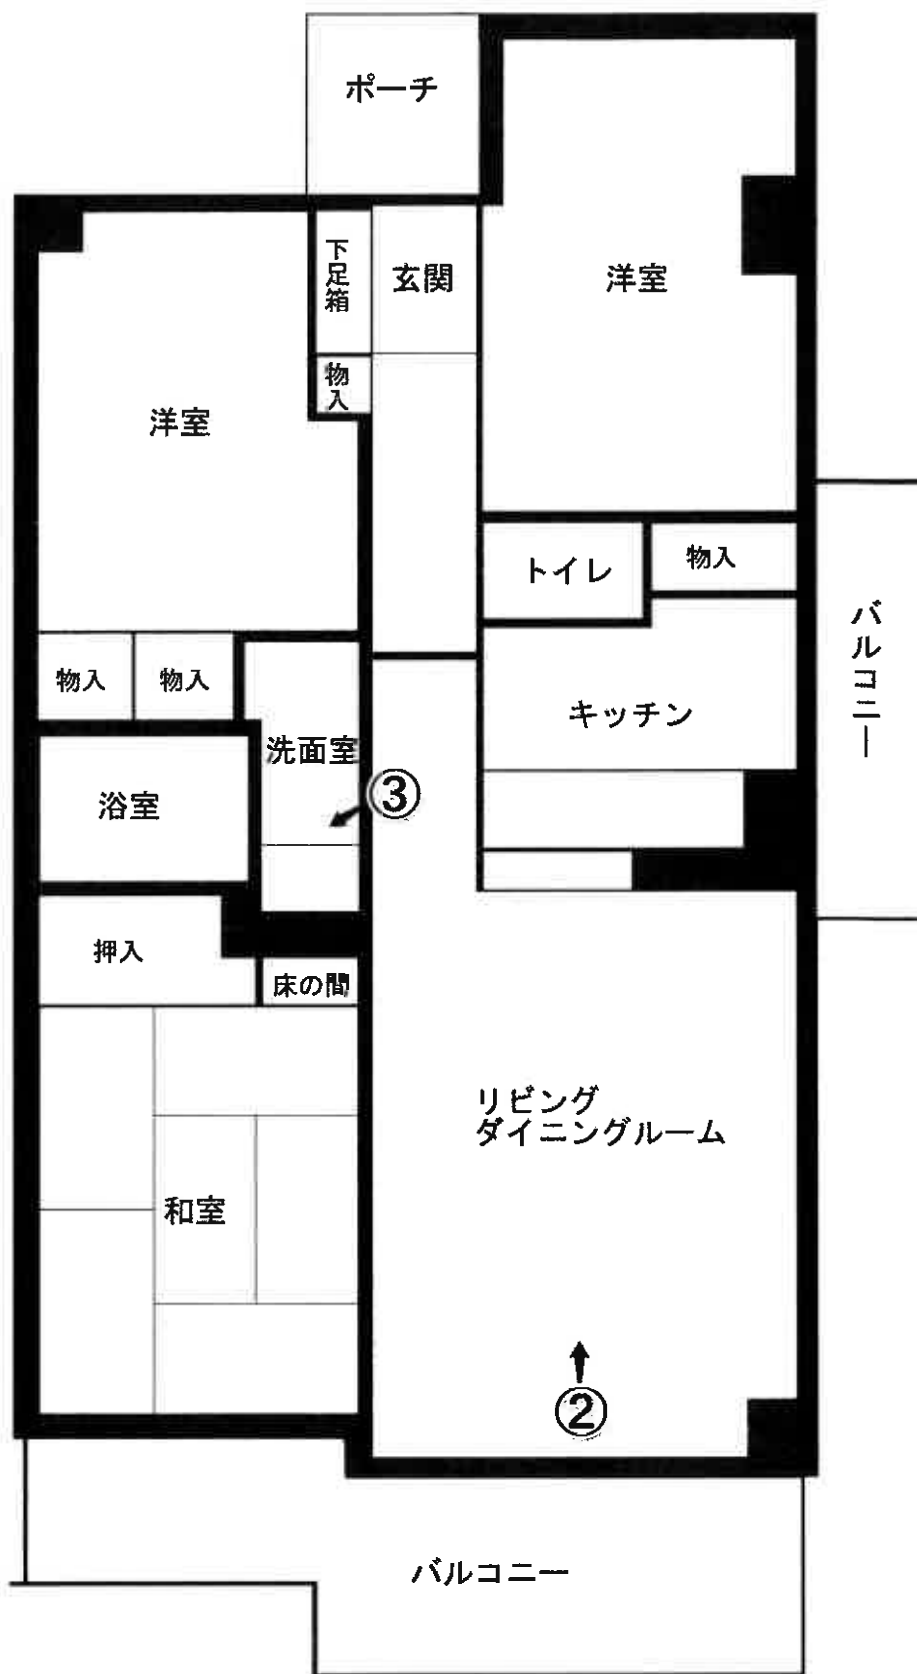 ポーチ
下足箱
玄関
洋室
物入
洋室
トイレ
物入
バルコニー
物入
物入
キッチン
洗面室
③
浴室
押入
床の間
リビング
ダイニングルーム
和室
②
バルコニー